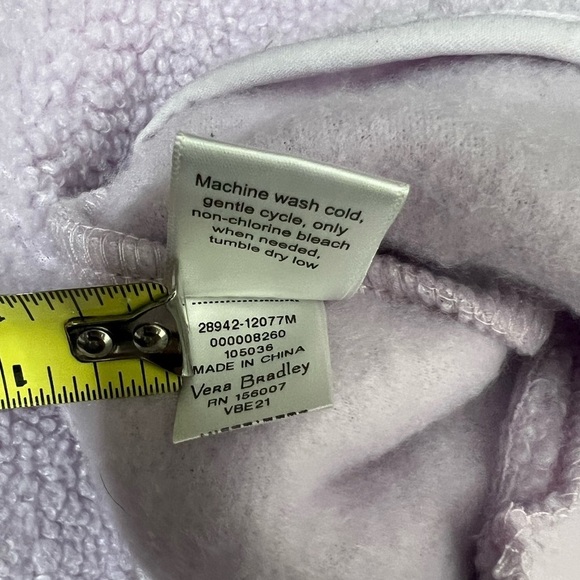 Machine wash cold,
gentle cycle, only
non-chlorine bleach
when needed,
tumble dry low
28942-12077M
000008260
105036
MADE IN CHINA
Vera Bradley
RN 156007
VBE21